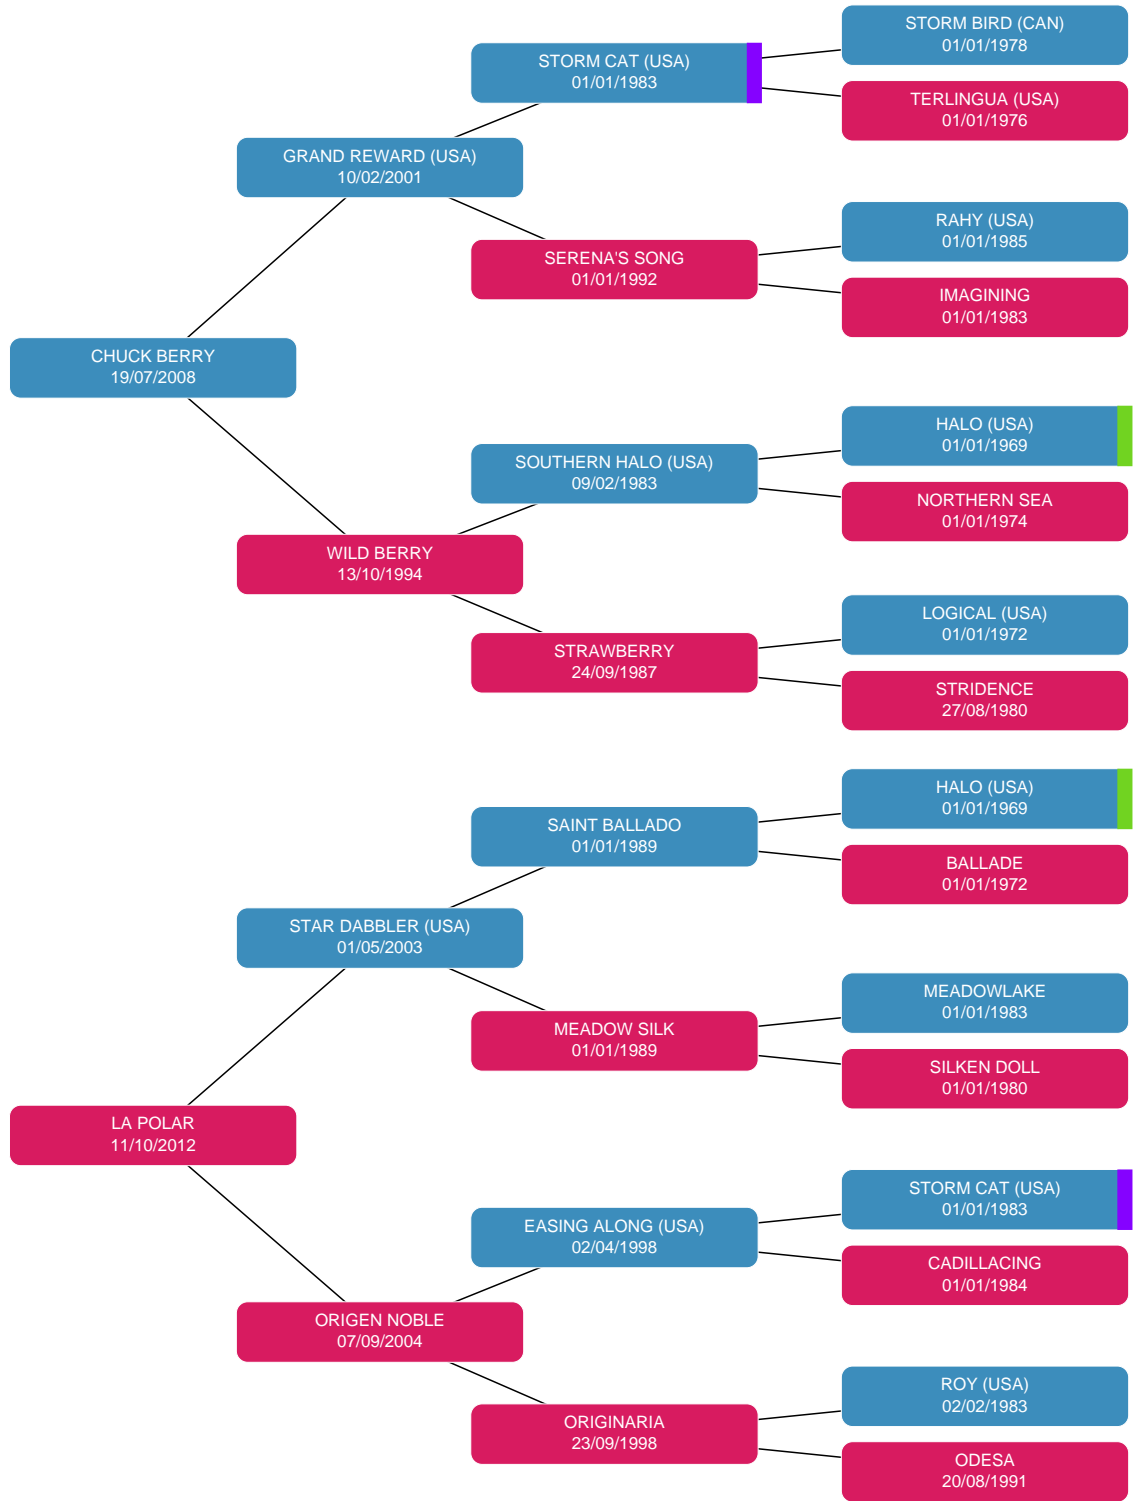 STORM BIRD (CAN)
01/01/1978
STORM CAT (USA)
01/01/1983
TERLINGUA (USA)
01/01/1976
GRAND REWARD (USA)
10/02/2001
RAHY (USA)
01/01/1985
SERENA'S SONG
01/01/1992
IMAGINING
01/01/1983
CHUCK BERRY
19/07/2008
HALO (USA)
01/01/1969
SOUTHERN HALO (USA)
09/02/1983
NORTHERN SEA
01/01/1974
WILD BERRY
13/10/1994
LOGICAL (USA)
01/01/1972
STRAWBERRY
24/09/1987
STRIDENCE
27/08/1980
HALO (USA)
01/01/1969
SAINT BALLADO
01/01/1989
BALLADE
01/01/1972
STAR DABBLER (USA)
01/05/2003
MEADOWLAKE
01/01/1983
MEADOW SILK
01/01/1989
SILKEN DOLL
01/01/1980
LA POLAR
11/10/2012
STORM CAT (USA)
01/01/1983
EASING ALONG (USA)
02/04/1998
CADILLACING
01/01/1984
ORIGEN NOBLE
07/09/2004
ROY (USA)
02/02/1983
ORIGINARIA
23/09/1998
ODESA
20/08/1991